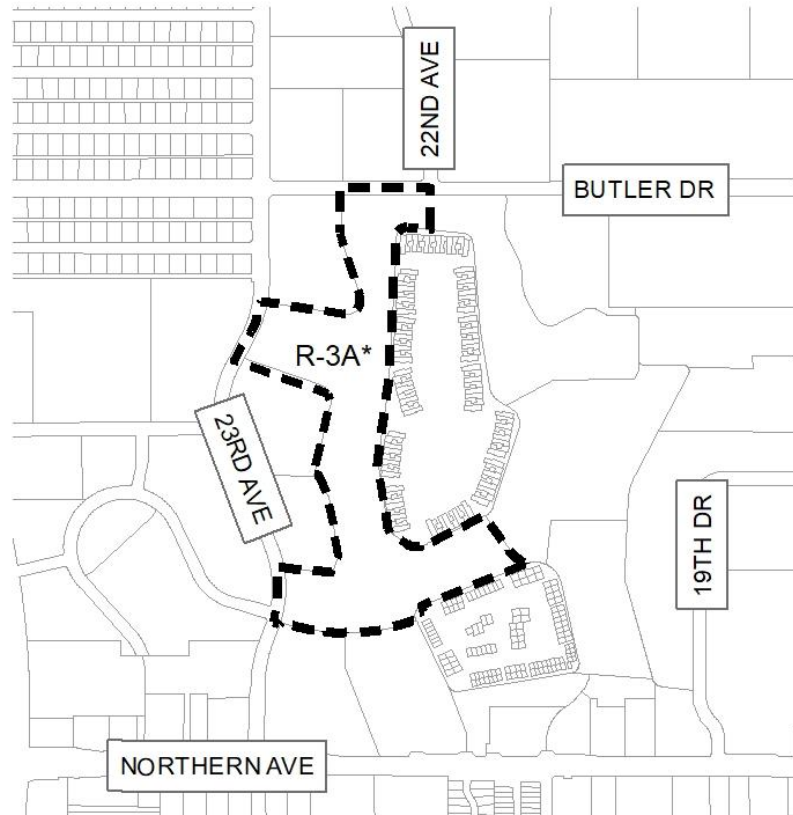 22ND AVE
BUTLER DR
R-3A*
23RD AVE
19TH DR
NORTHERN AVE